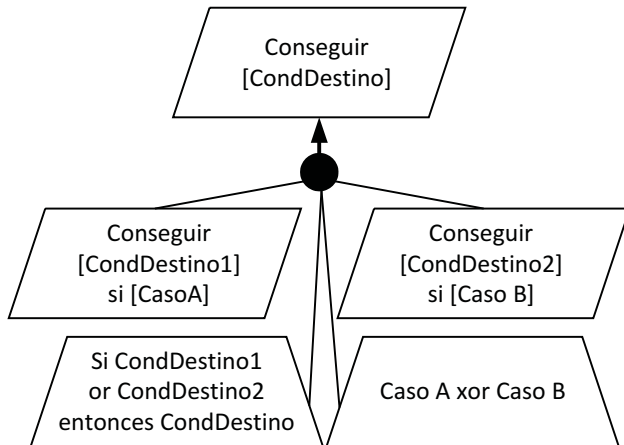 Conseguir
[CondDestino]
Conseguir
[CondDestino1]
si [CasoA]
Conseguir
[CondDestino2]
si [Caso B]
Si CondDestino1
or CondDestino2
entonces CondDestino
Caso A xor Caso B